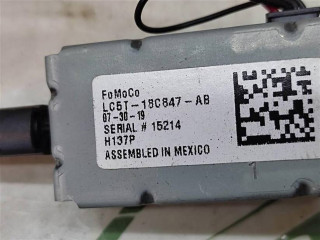 FoMoCo
LC5T-18C847-AB
07-30-19
SERIAL # 15214
H137P
ASSEMBLED IN MEXICO